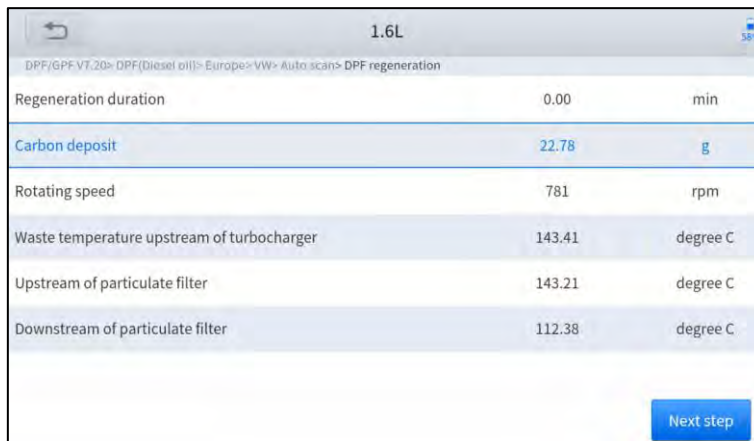 1.6L
58%
DPF/GPF V7.20> DPF(Diesel oil)> Europe> VW> Auto scan> DPF regeneration
Regeneration duration 0.00 min
Carbon deposit 22.78 g
Rotating speed 781 rpm
Waste temperature upstream of turbocharger 143.41 degree C
Upstream of particulate filter 143.21 degree C
Downstream of particulate filter 112.38 degree C
Next step